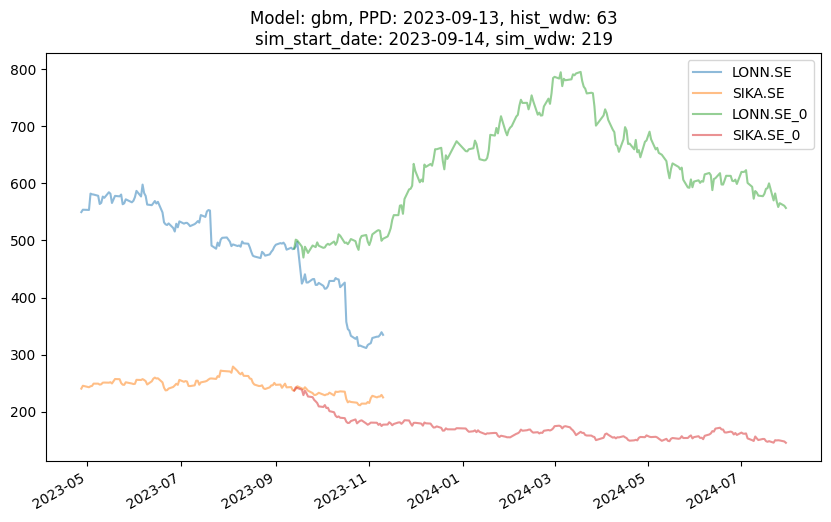 Model: gbm, PPD: 2023-09-13, hist_wdw: 63
sim_start_date: 2023-09-14, sim_wdw: 219
LONN.SE
SIKA.SE
LONN.SE_0
SIKA.SE_0
800
700
600
500
400
300
200
2023-05
2023-07
2023-09
2023-11
2024-01
2024-03
2024-05
2024-07